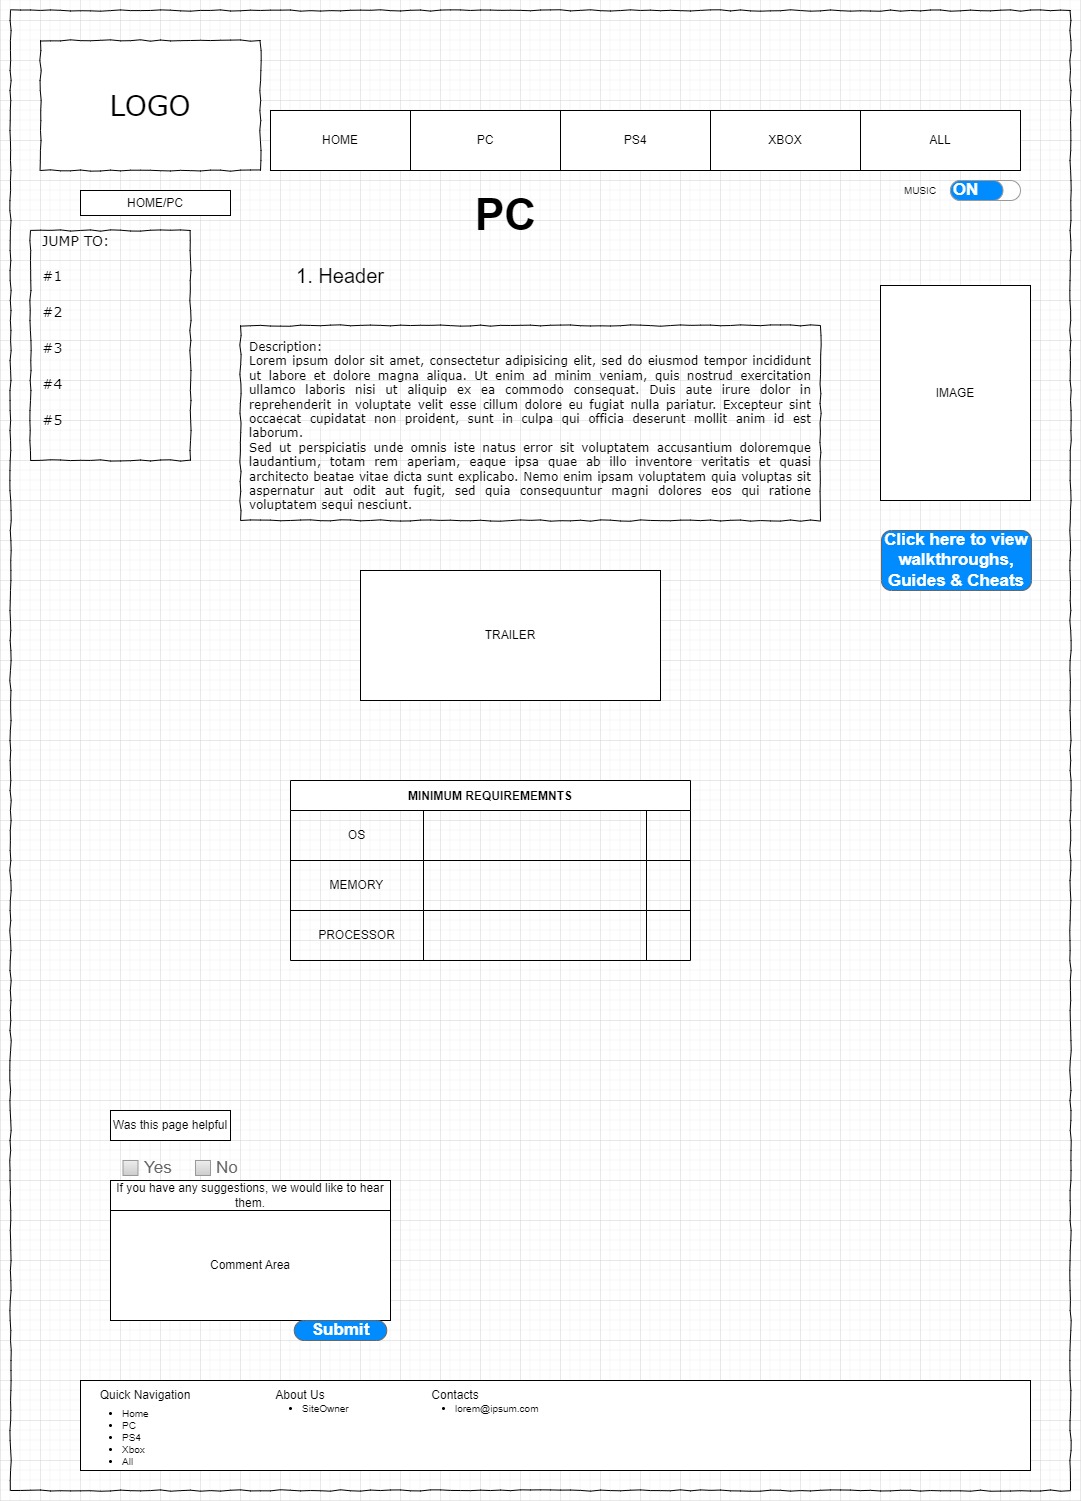 LOGO
HOME
PC
PS4
XBOX
ALL
MUSIC
ON
HOME/PC
PC
JUMP TO:
#1
#2
#3
#4
#5
1. Header
Description:
Lorem ipsum dolor sit amet, consectetur adipisicing elit, sed do eiusmod tempor incididunt
ut labore et dolore magna aliqua. Ut enim ad minim veniam, quis nostrud exercitation
ullamco laboris nisi ut aliquip ex ea commodo consequat. Duis aute irure dolor in
reprehenderit in voluptate velit esse cillum dolore eu fugiat nulla pariatur. Excepteur sint
occaecat cupidatat non proident, sunt in culpa qui officia deserunt mollit anim id est
laborum.
Sed ut perspiciatis unde omnis iste natus error sit voluptatem accusantium doloremque
laudantium, totam rem aperiam, eaque ipsa quae ab illo inventore veritatis et quasi
architecto beatae vitae dicta sunt explicabo. Nemo enim ipsam voluptatem quia voluptas sit
aspernatur aut odit aut fugit, sed quia consequuntur magni dolores eos qui ratione
voluptatem sequi nesciunt.
IMAGE
Click here to view
walkthroughs,
Guides & Cheats
TRAILER
MINIMUM REQUIREMEMNTS
OS
MEMORY
PROCESSOR
Was this page helpful
Yes
No
If you have any suggestions, we would like to hear
them.
Comment Area
Submit
Quick Navigation
Home
PC
PS4
Xbox
All
About Us
SiteOwner
Contacts
lorem@ipsum.com